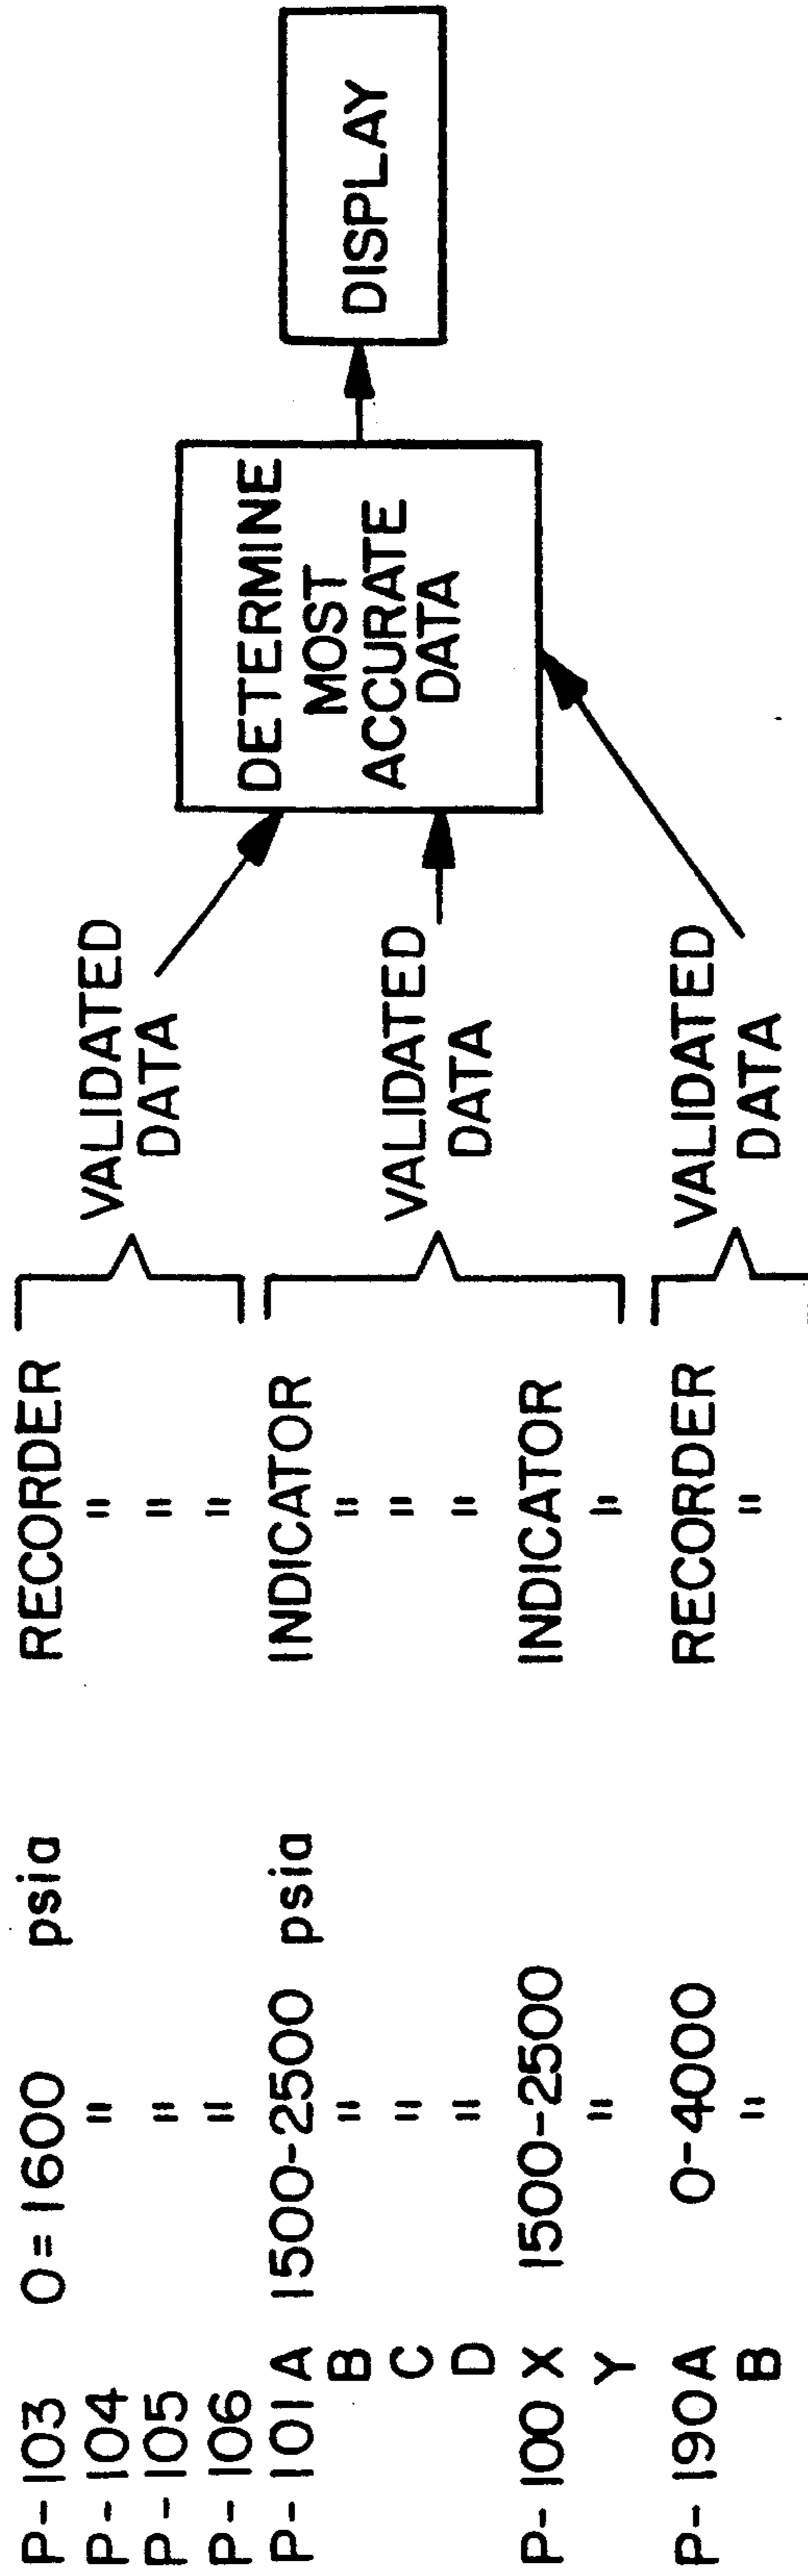 P-103 0=1600 psia RECORDER
P-104 " "
P-105 " "
P-106 " "
P-101 A 1500-2500 psia INDICATOR
B " "
C " "
D " "
P-100 X 1500-2500 INDICATOR
Y " "
P-190A 0-4000 RECORDER
B " "
VALIDATED
DATA
VALIDATED
DATA
VALIDATED
DATA
DETERMINE
MOST
ACCURATE
DATA
DISPLAY